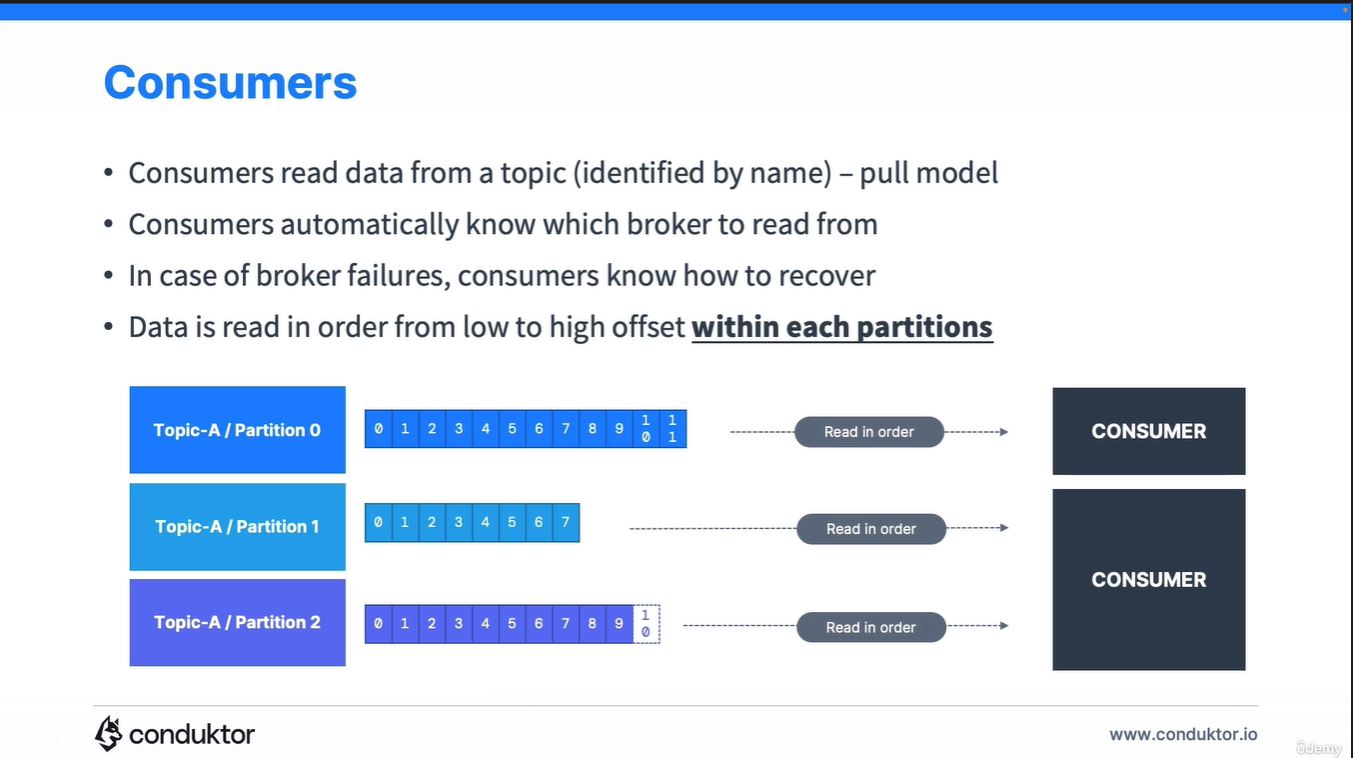 Consumers
• Consumers read data from a topic (identified by name) – pull model
• Consumers automatically know which broker to read from
• In case of broker failures, consumers know how to recover
• Data is read in order from low to high offset within each partitions
Topic-A / Partition 0
0 1 2 3 4 5 6 7 8 9 10 11
Read in order
CONSUMER
Topic-A / Partition 1
0 1 2 3 4 5 6 7
Read in order
CONSUMER
Topic-A / Partition 2
0 1 2 3 4 5 6 7 8 9 10
Read in order
conduktor
www.conduktor.io
ûdemy